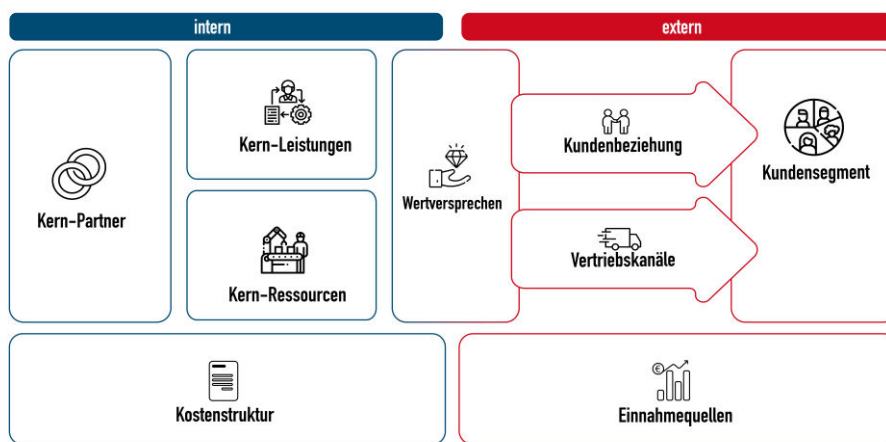 intern
extern
Kern-Partner
Kern-Leistungen
Kern-Ressourcen
Wertversprechen
Kundenbeziehung
Vertriebskanäle
Kundensegment
Kostenstruktur
€
Einnahmequellen